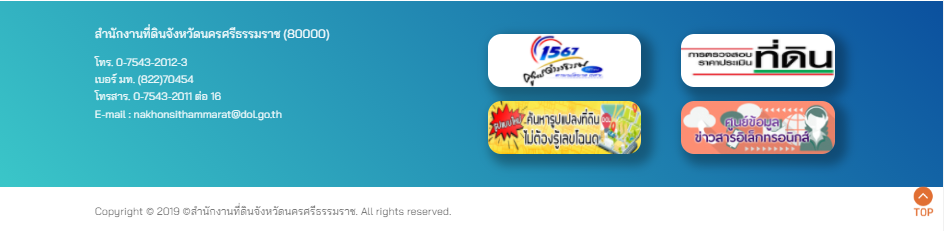 สำนักงานที่ดินจังหวัดนครศรีธรรมราช (80000)
โทร. 0-7543-2012-3
เบอร์ มท. (822)70454
โทรสาร. 0-7543-2011 ต่อ 16
E-mail : nakhonsithammarat@dol.go.th
1567
การตรวจสอบ
ราคาประเมิน
ที่ดิน
รูปแบบใหม่
ค้นหารูปแปลงที่ดิน
ไม่ต้องรู้เลขโฉนด
ศูนย์ข้อมูล
ข่าวสารอิเล็กทรอนิกส์
TOP
Copyright © 2019 ©สำนักงานที่ดินจังหวัดนครศรีธรรมราช. All rights reserved.